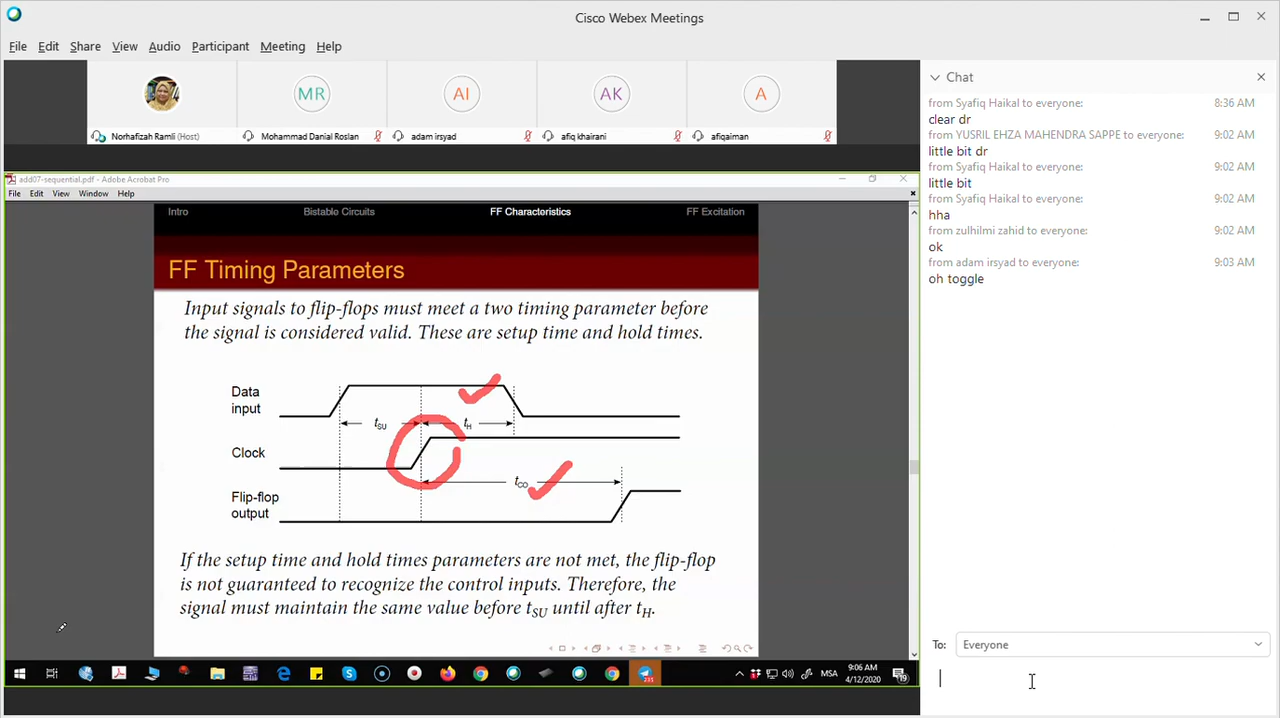 Cisco Webex Meetings
File Edit Share View Audio Participant Meeting Help
MR
AI
AK
A
Norhafizah Ramli (Host)
Mohammad Danial Roslan
adam irsyad
afiq khairani
afiqaiman
add07-sequential.pdf - Adobe Acrobat Pro
File Edit View Window Help
Intro Bistable Circuits FF Characteristics FF Excitation
FF Timing Parameters
Input signals to flip-flops must meet a two timing parameter before
the signal is considered valid. These are setup time and hold times.
Data
input
tSU
tH
Clock
tCO
Flip-flop
output
If the setup time and hold times parameters are not met, the flip-flop
is not guaranteed to recognize the control inputs. Therefore, the
signal must maintain the same value before tSU until after tH.
MSA
9:06 AM
4/12/2020
Chat
from Syafiq Haikal to everyone: 8:36 AM
clear dr
from YUSRIL EHZA MAHENDRA SAPPE to everyone: 9:02 AM
little bit dr
from Syafiq Haikal to everyone: 9:02 AM
little bit
from Syafiq Haikal to everyone: 9:02 AM
hha
from zulhilmi zahid to everyone: 9:02 AM
ok
from adam irsyad to everyone: 9:03 AM
oh toggle
To: Everyone